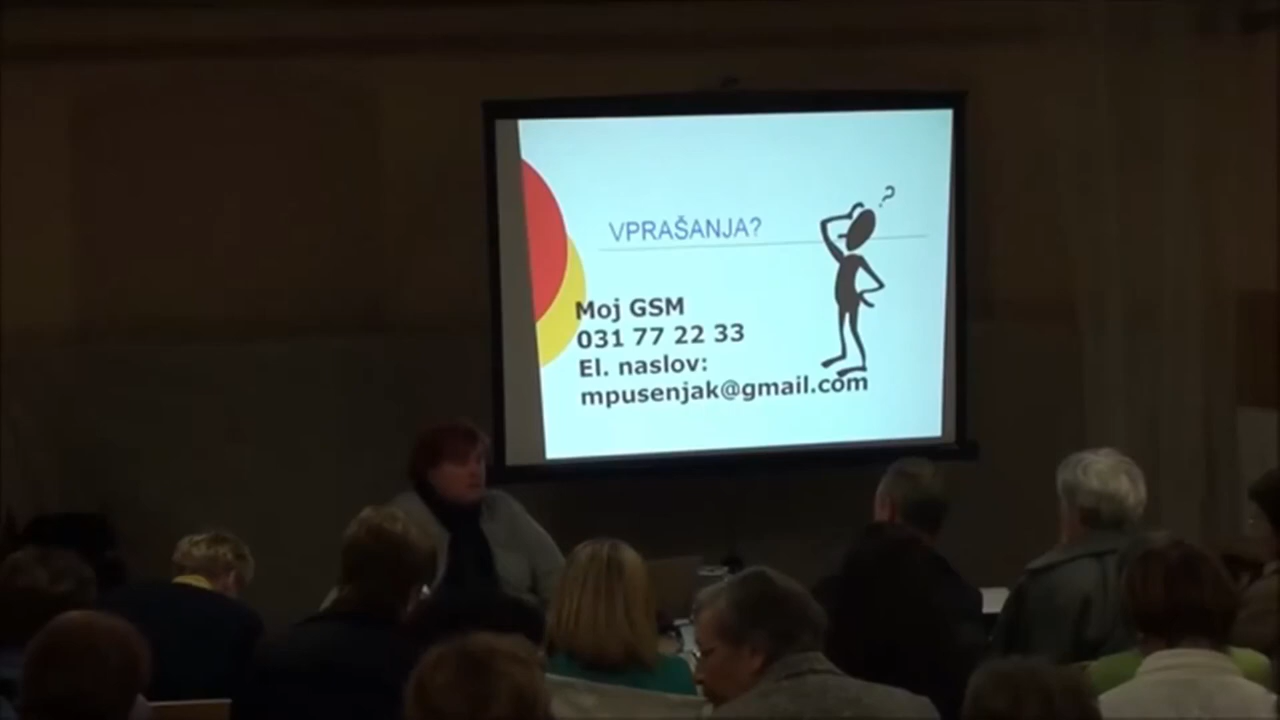 ?
VPRAŠANJA?
Moj GSM
031 77 22 33
El. naslov:
mpusenjak@gmail.com